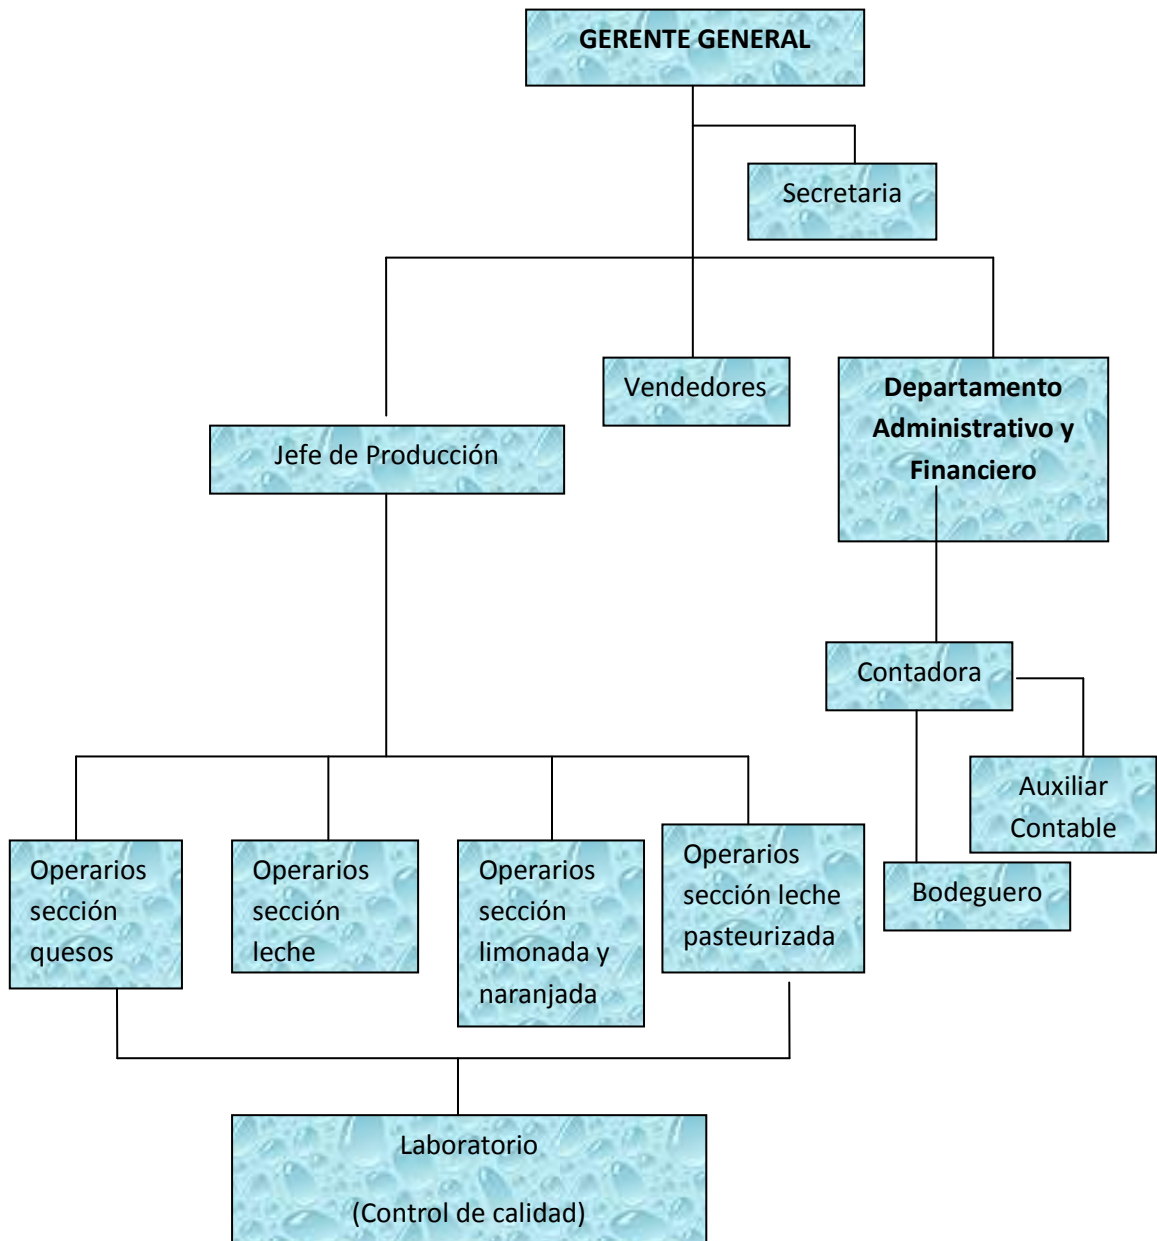 GERENTE GENERAL
Secretaria
Vendedores
Departamento
Administrativo y
Financiero
Jefe de Producción
Contadora
Auxiliar
Contable
Bodeguero
Operarios
sección
quesos
Operarios
sección
leche
Operarios
sección
limonada y
naranjada
Operarios
sección leche
pasteurizada
Laboratorio
(Control de calidad)